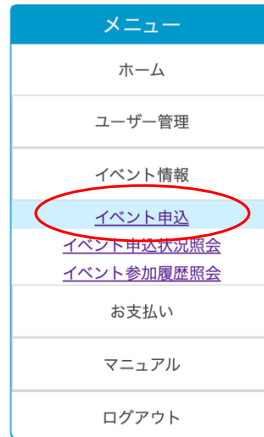 メニュー
ホーム
ユーザー管理
イベント情報
イベント申込
イベント申込状況照会
イベント参加履歴照会
お支払い
マニュアル
ログアウト